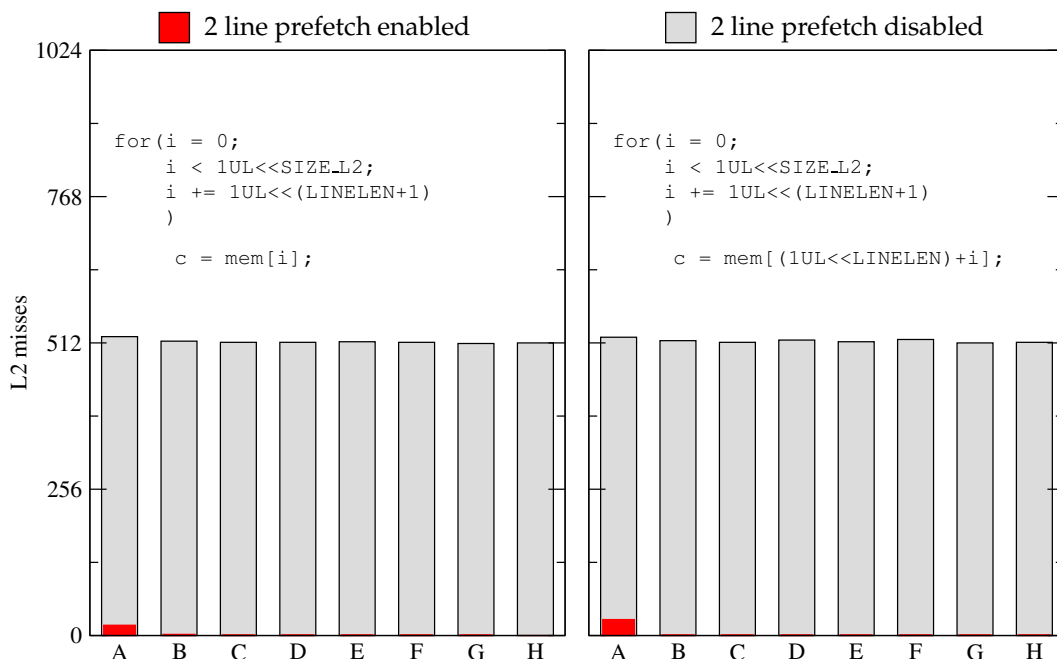 2 line prefetch enabled
2 line prefetch disabled
L2 misses
1024
768
512
256
0
for(i = 0;
i < 1UL<<SIZE_L2;
i += 1UL<<(LINELEN+1)
)
c = mem[i];
A B C D E F G H
for(i = 0;
i < 1UL<<SIZE_L2;
i += 1UL<<(LINELEN+1)
)
c = mem[(1UL<<LINELEN)+i];
A B C D E F G H